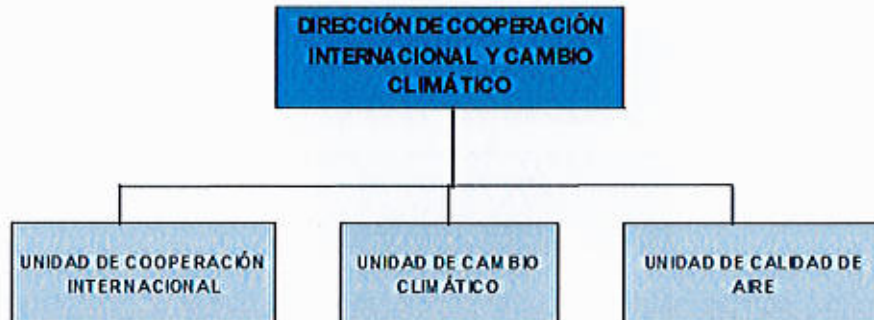 DIRECCIÓN DE COOPERACIÓN
INTERNACIONAL Y CAMBIO
CLIMÁTICO
UNIDAD DE COOPERACIÓN
INTERNACIONAL
UNIDAD DE CAMBIO
CLIMÁTICO
UNIDAD DE CALIDAD DE
AIRE